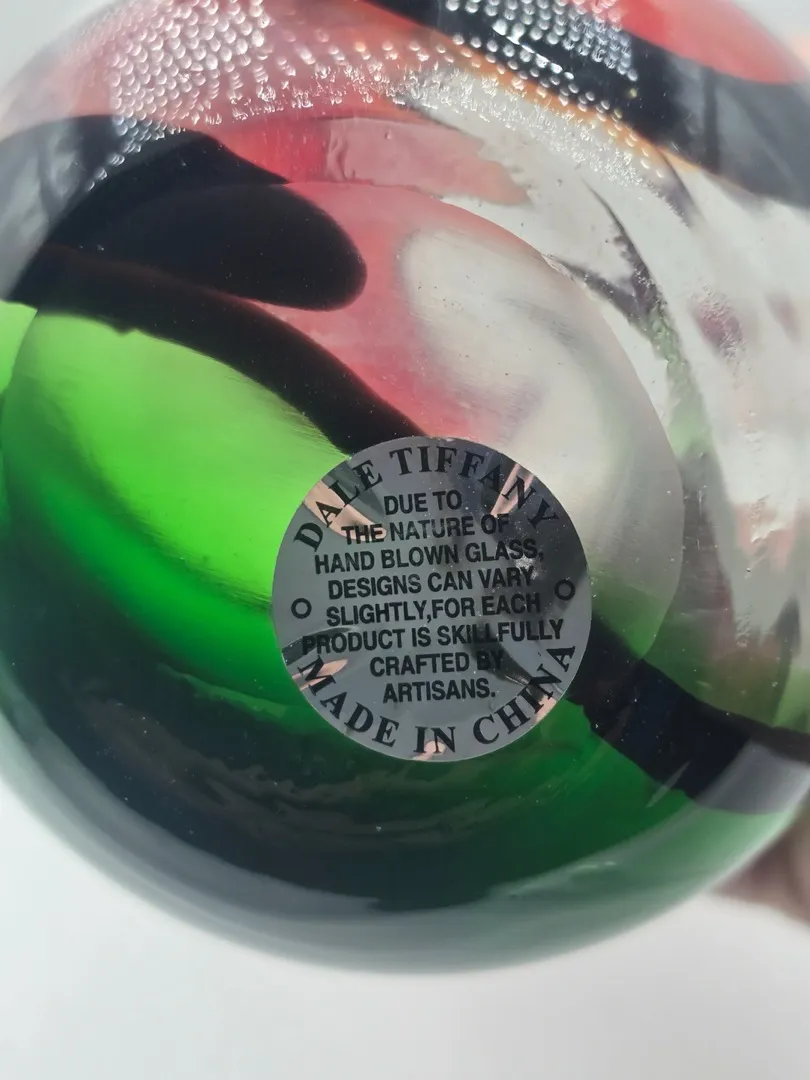 DALE TIFFANY
DUE TO
THE NATURE OF
HAND BLOWN GLASS,
DESIGNS CAN VARY
SLIGHTLY,FOR EACH
PRODUCT IS SKILLFULLY
CRAFTED BY
ARTISANS.
MADE IN CHINA